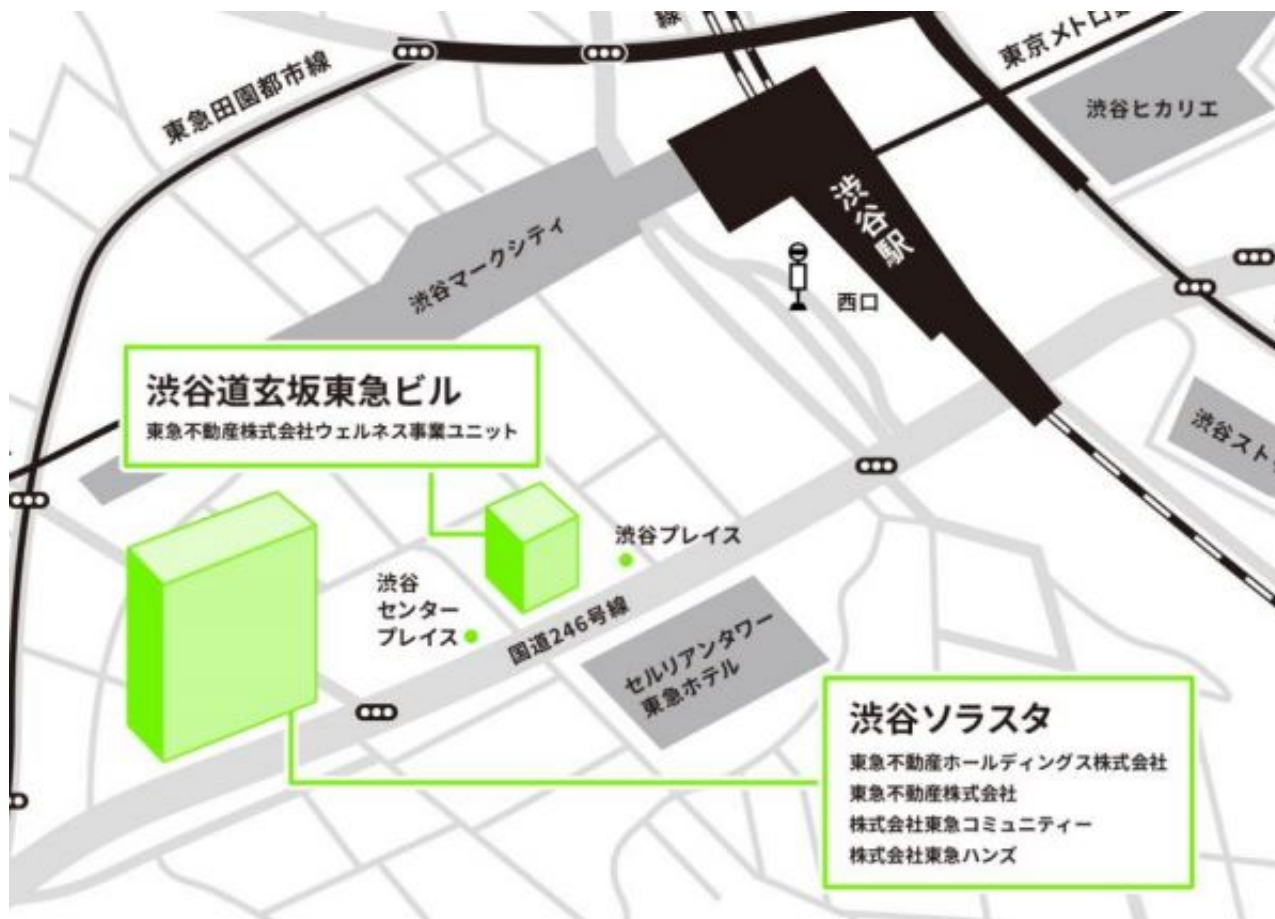 線
東京メトロ
東急田園都市線
渋谷ヒカリエ
渋谷駅
渋谷マークシティ
西口
渋谷道玄坂東急ビル
東急不動産株式会社ウェルネス事業ユニット
渋谷スト
渋谷プレイス
渋谷
センター
プレイス
国道246号線
セルリアンタワー
東急ホテル
渋谷ソラスタ
東急不動産ホールディングス株式会社
東急不動産株式会社
株式会社東急コミュニティー
株式会社東急ハンズ